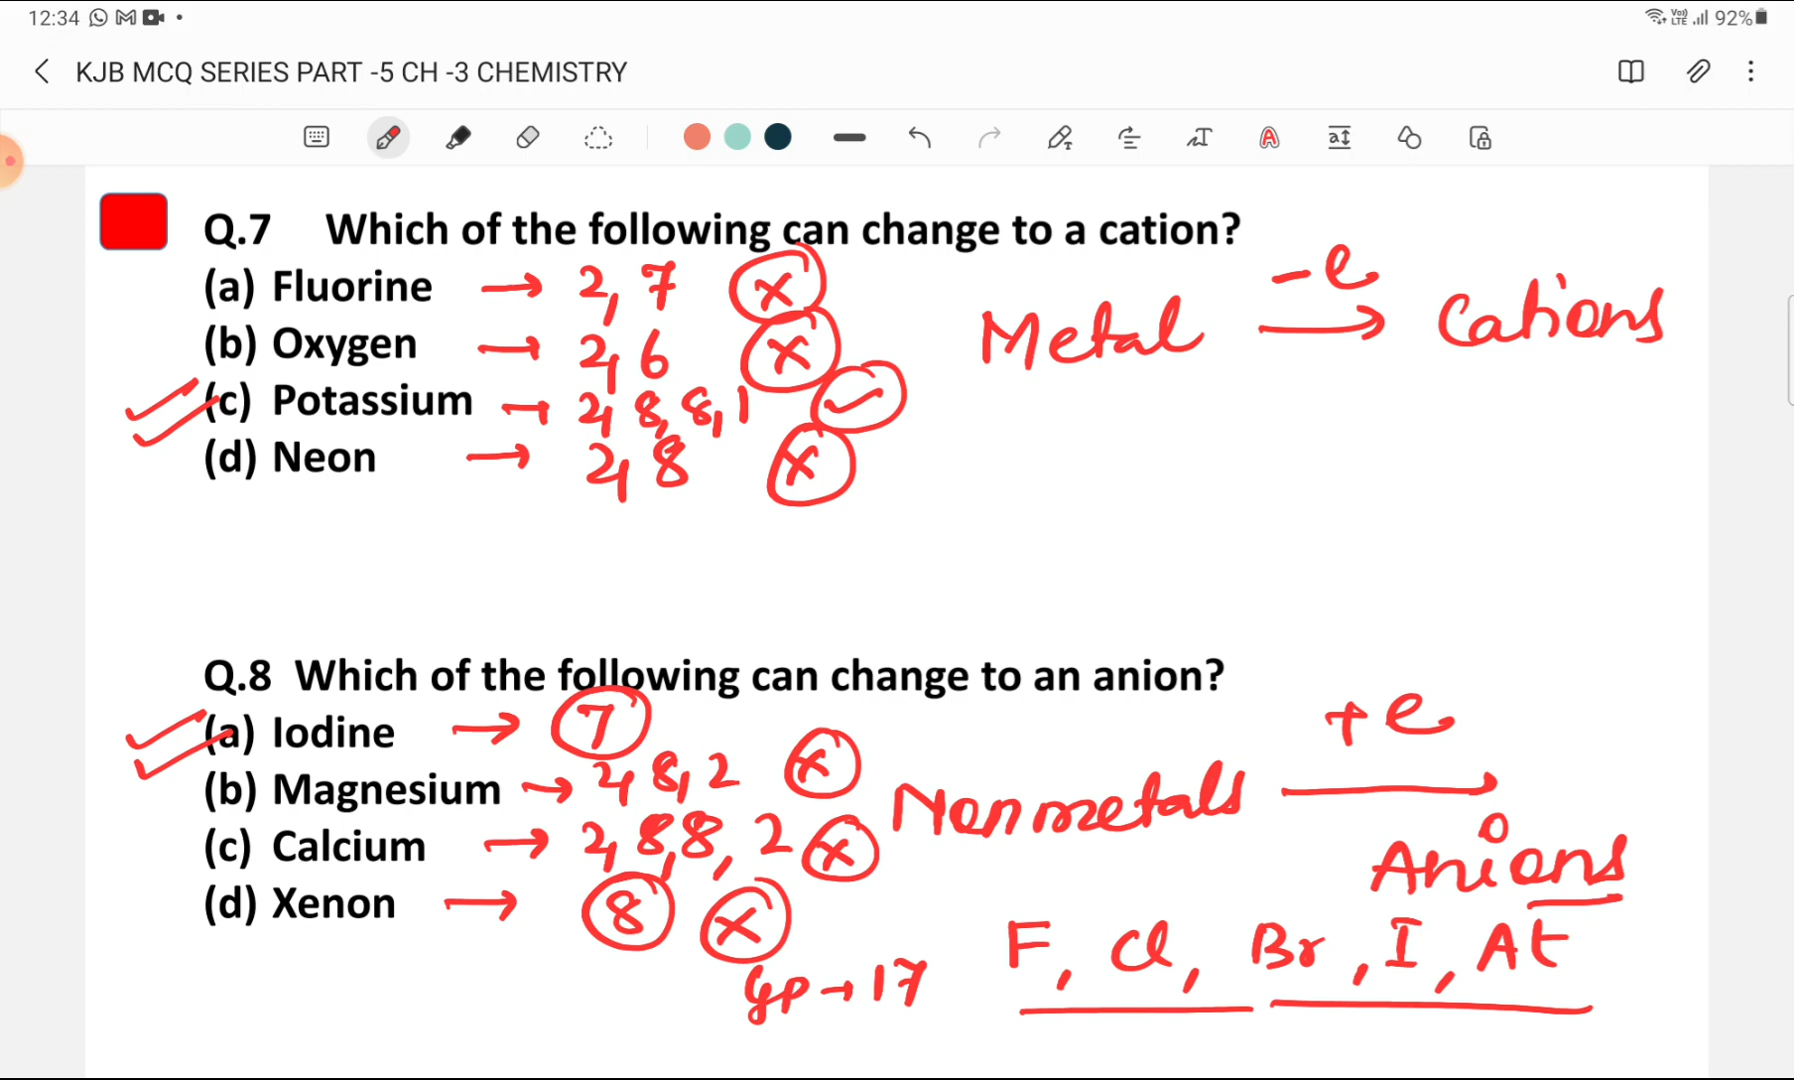 12:34 92%
KJB MCQ SERIES PART -5 CH -3 CHEMISTRY
Q.7 Which of the following can change to a cation?
(a) Fluorine → 2, 7 x
(b) Oxygen → 2, 6 x
Metal -e → Cations
(c) Potassium → 2, 8, 8, 1 ✓
(d) Neon → 2, 8 x
Q.8 Which of the following can change to an anion?
(a) Iodine → 7
(b) Magnesium → 2, 8, 2 x
Nonmetals +e → Anions
(c) Calcium → 2, 8, 8, 2 x
(d) Xenon → 8 x
Gp → 17 F, Cl, Br, I, At